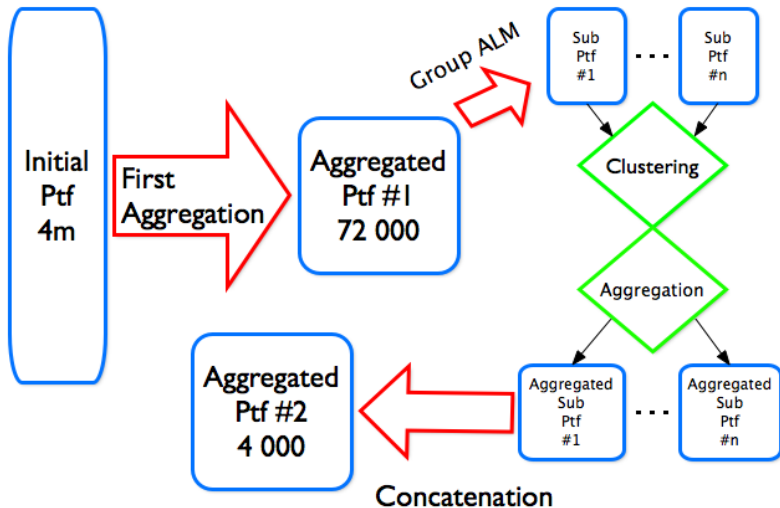 Initial
Ptf
4m
First
Aggregation
Aggregated
Ptf #1
72 000
Group ALM
Sub
Ptf
#1
Sub
Ptf
#n
Clustering
Aggregation
Aggregated
Sub
Ptf
#1
Aggregated
Sub
Ptf
#n
Aggregated
Ptf #2
4 000
Concatenation